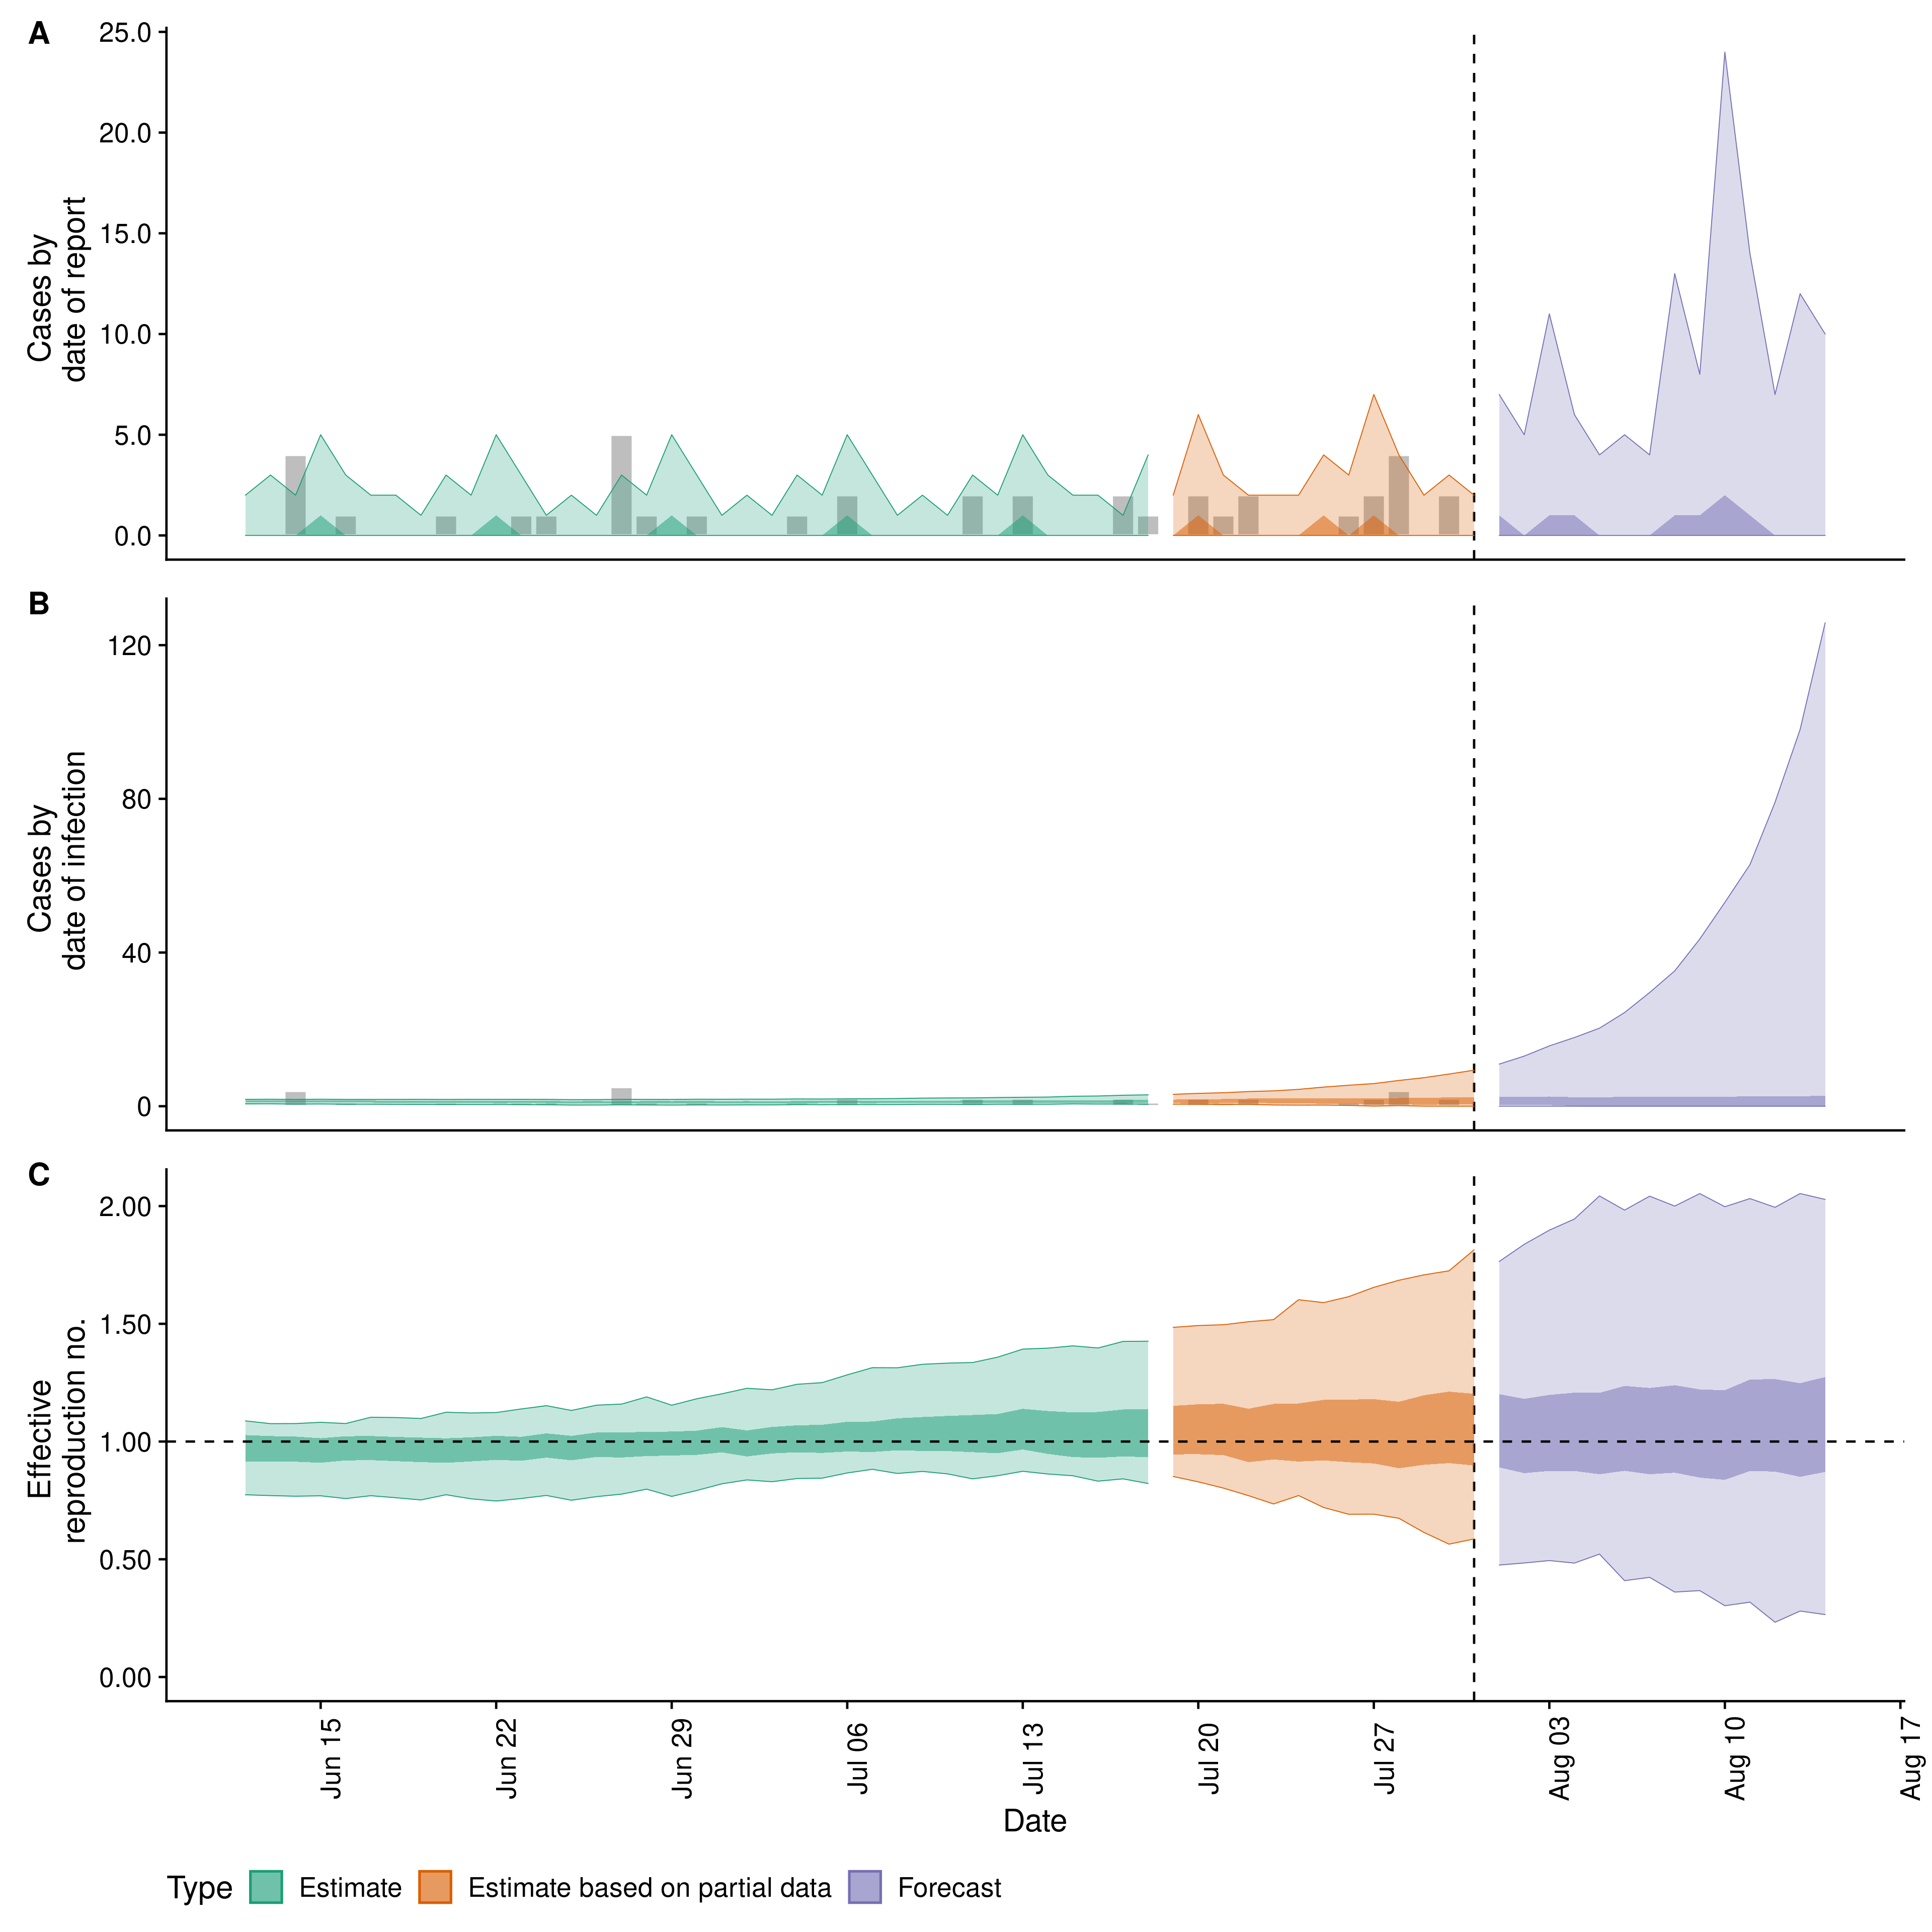 A
25.0
20.0
15.0
10.0
5.0
0.0
Cases by
date of report
B
120
80
40
0
Cases by
date of infection
C
2.00
1.50
1.00
0.50
0.00
Effective
reproduction no.
Jun 15
Jun 22
Jun 29
Jul 06
Jul 13
Jul 20
Jul 27
Aug 03
Aug 10
Aug 17
Date
Type Estimate Estimate based on partial data Forecast